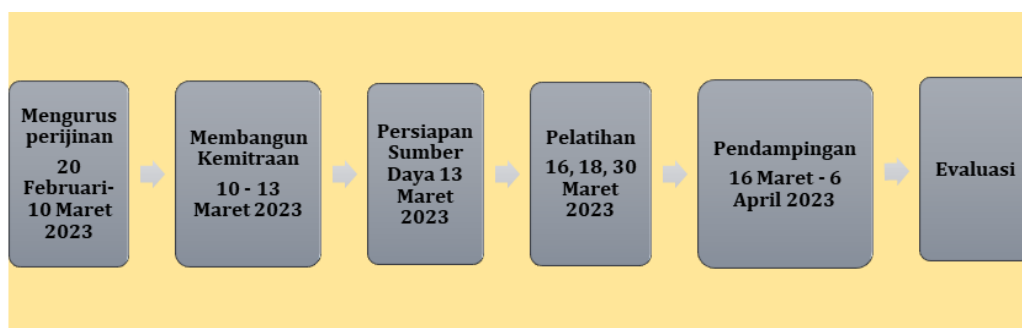 Mengurus
perijinan
20
Februari-
10 Maret
2023
Membangun
Kemitraan
10 - 13
Maret 2023
Persiapan
Sumber
Daya 13
Maret
2023
Pelatihan
16, 18, 30
Maret
2023
Pendampingan
16 Maret - 6
April 2023
Evaluasi